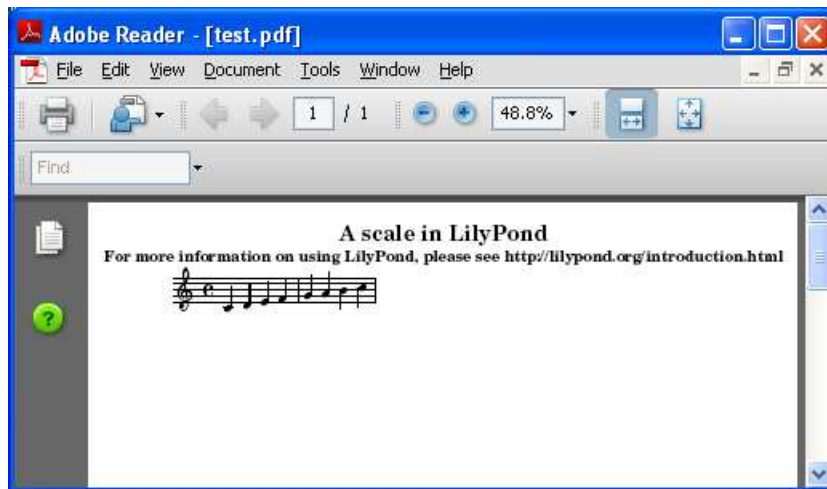 Adobe Reader - [test.pdf]
File Edit View Document Tools Window Help
1 / 1 48.8%
Find
A scale in LilyPond
For more information on using LilyPond, please see http://lilypond.org/introduction.html